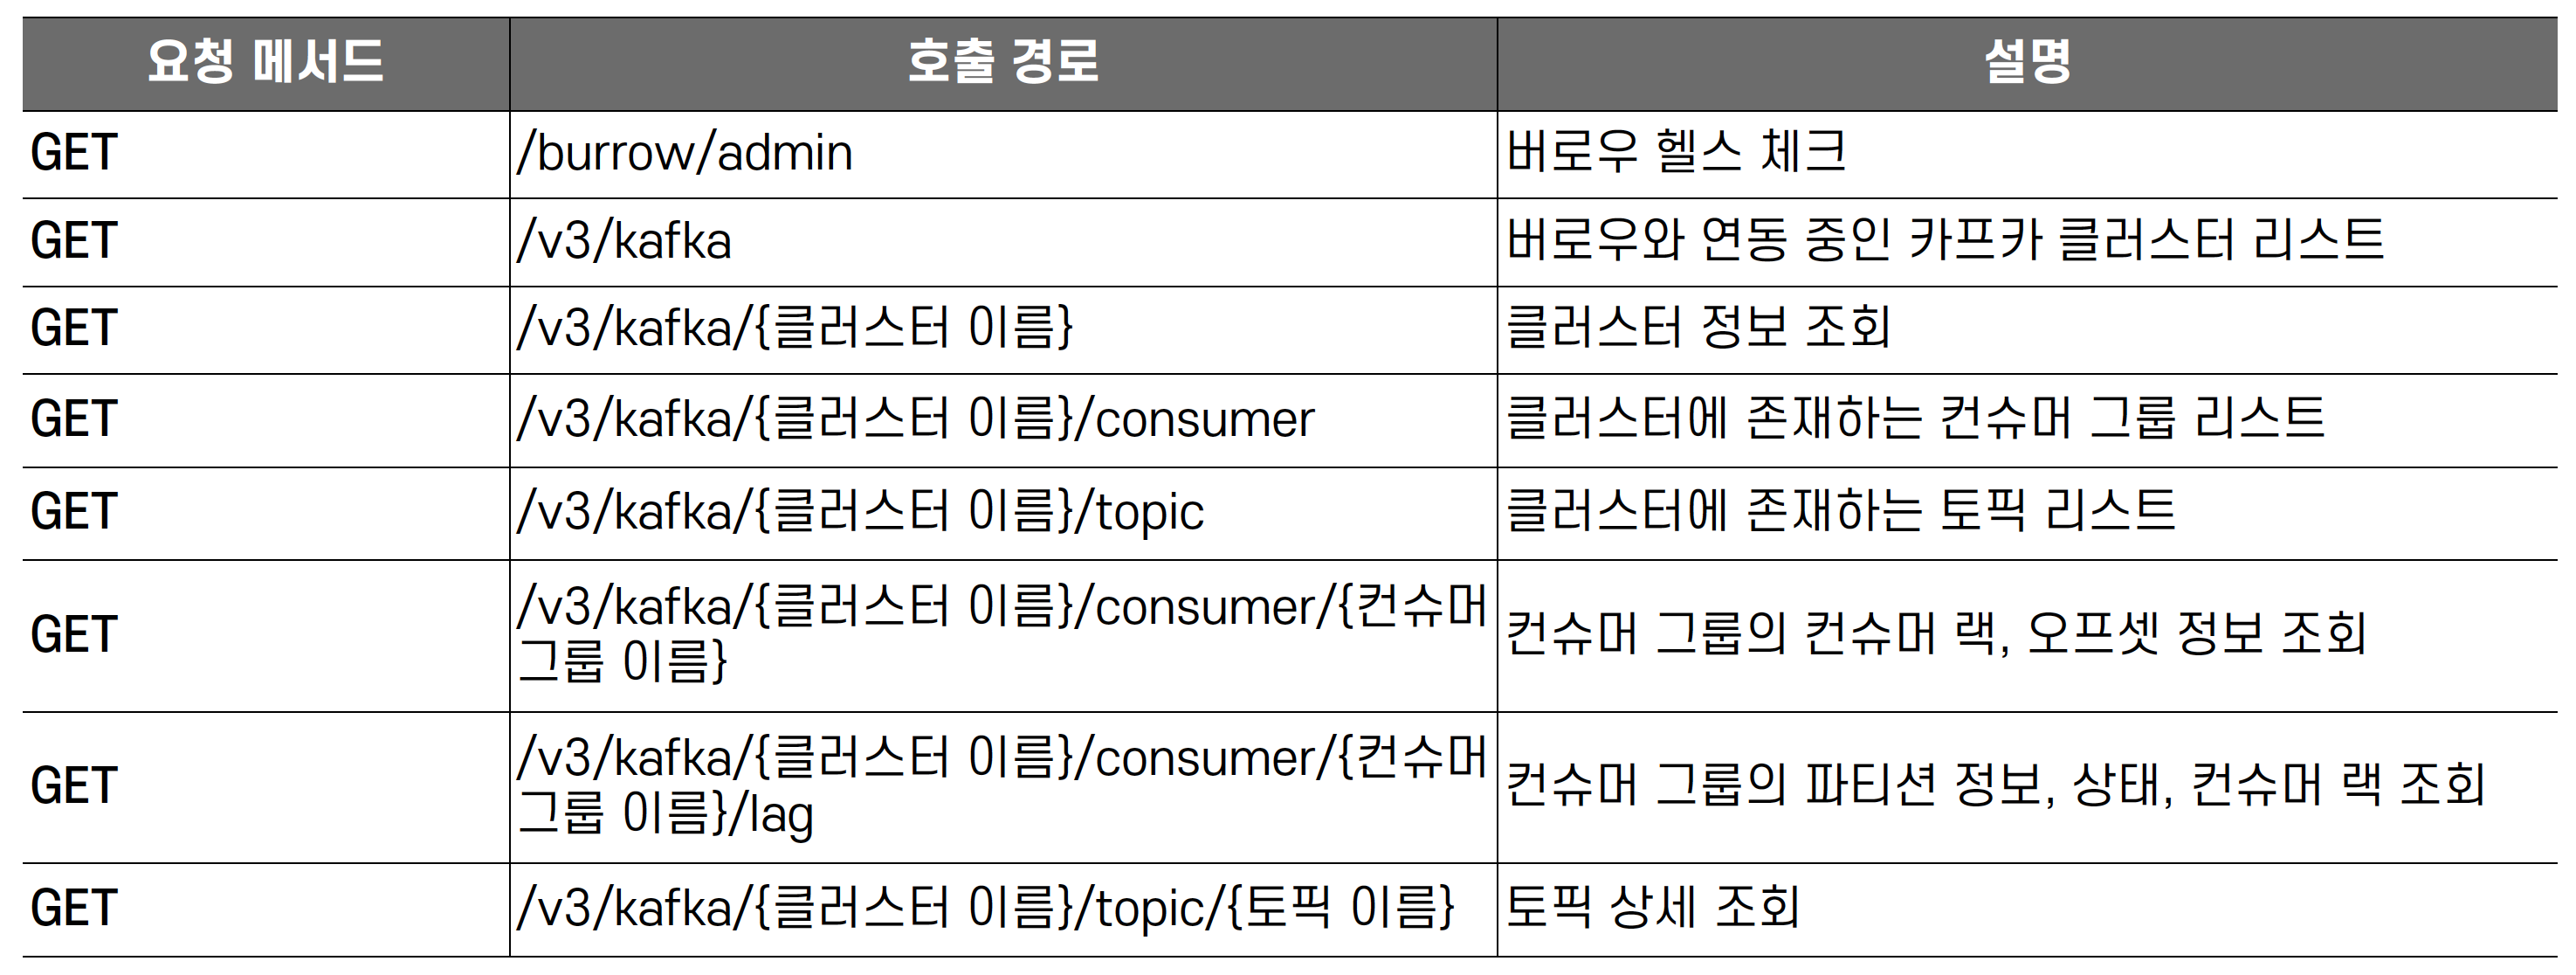 요청 메서드 호출 경로 설명
GET /burrow/admin 버로우 헬스 체크
GET /v3/kafka 버로우와 연동 중인 카프카 클러스터 리스트
GET /v3/kafka/{클러스터 이름} 클러스터 정보 조회
GET /v3/kafka/{클러스터 이름}/consumer 클러스터에 존재하는 컨슈머 그룹 리스트
GET /v3/kafka/{클러스터 이름}/topic 클러스터에 존재하는 토픽 리스트
GET /v3/kafka/{클러스터 이름}/consumer/{컨슈머
그룹 이름} 컨슈머 그룹의 컨슈머 랙, 오프셋 정보 조회
GET /v3/kafka/{클러스터 이름}/consumer/{컨슈머
그룹 이름}/lag 컨슈머 그룹의 파티션 정보, 상태, 컨슈머 랙 조회
GET /v3/kafka/{클러스터 이름}/topic/{토픽 이름} 토픽 상세 조회